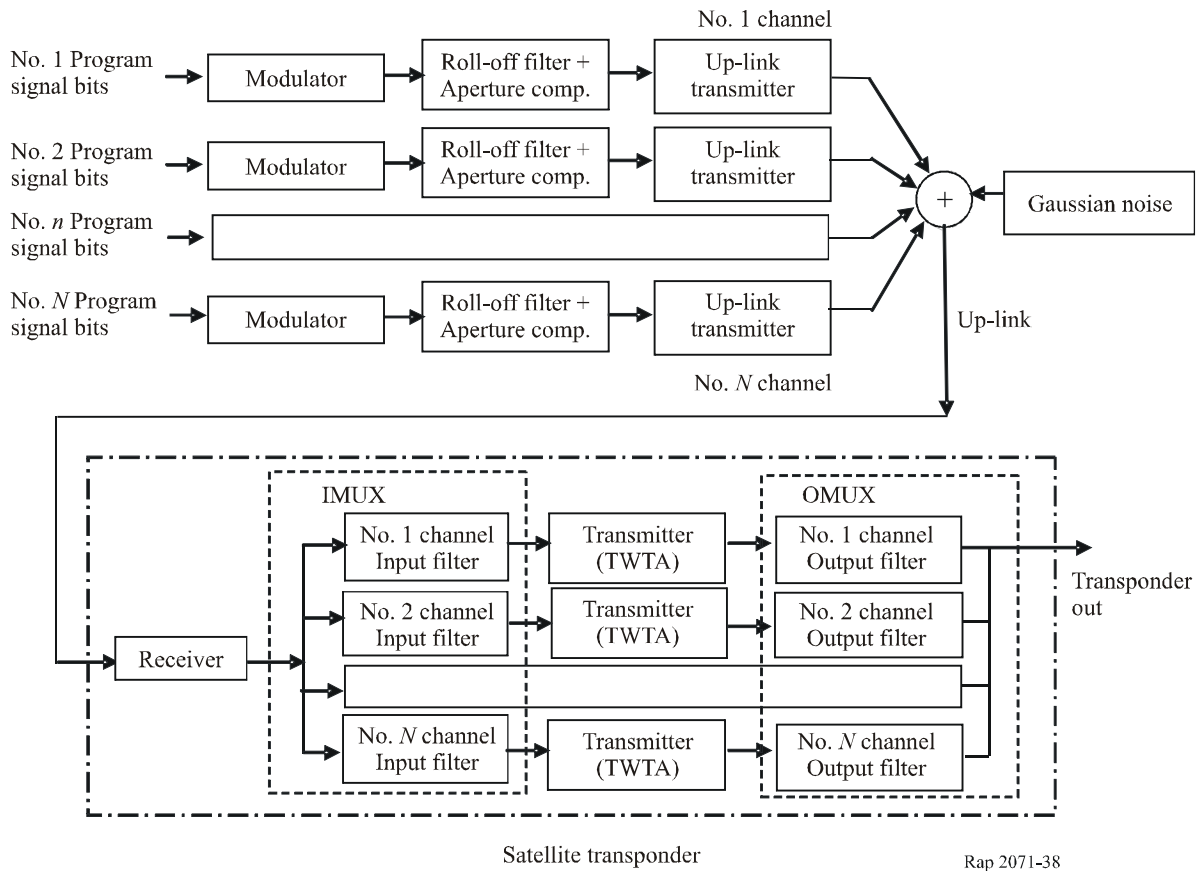 No. 1 channel
No. 1 Program
signal bits
Modulator
Roll-off filter +
Aperture comp.
Up-link
transmitter
No. 2 Program
signal bits
Modulator
Roll-off filter +
Aperture comp.
Up-link
transmitter
+
Gaussian noise
No. n Program
signal bits
No. N Program
signal bits
Modulator
Roll-off filter +
Aperture comp.
Up-link
transmitter
Up-link
No. N channel
IMUX
OMUX
No. 1 channel
Input filter
Transmitter
(TWTA)
No. 1 channel
Output filter
Transponder
out
No. 2 channel
Input filter
Transmitter
(TWTA)
No. 2 channel
Output filter
Receiver
No. N channel
Input filter
Transmitter
(TWTA)
No. N channel
Output filter
Satellite transponder
Rap 2071-38